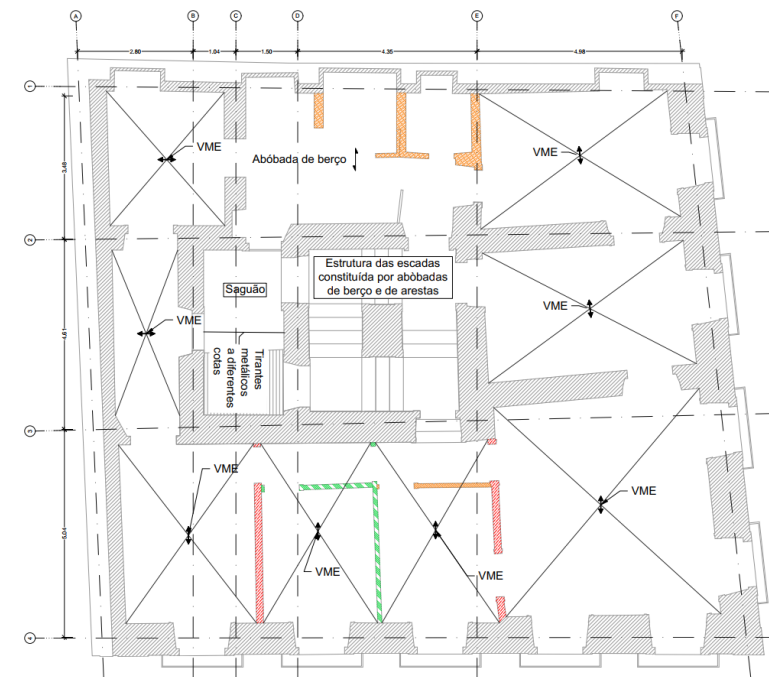 A
B
C
D
E
F
2.80
1.04
1.50
4.35
4.98
1
VME
Abóbada de berço
VME
3.48
2
Estrutura das escadas
constituída por abòbadas
de berço e de arestas
Saguão
VME
VME
4.61
Tirantes
metálicos
a diferentes
cotas
3
VME
VME
5.01
VME
VME
4